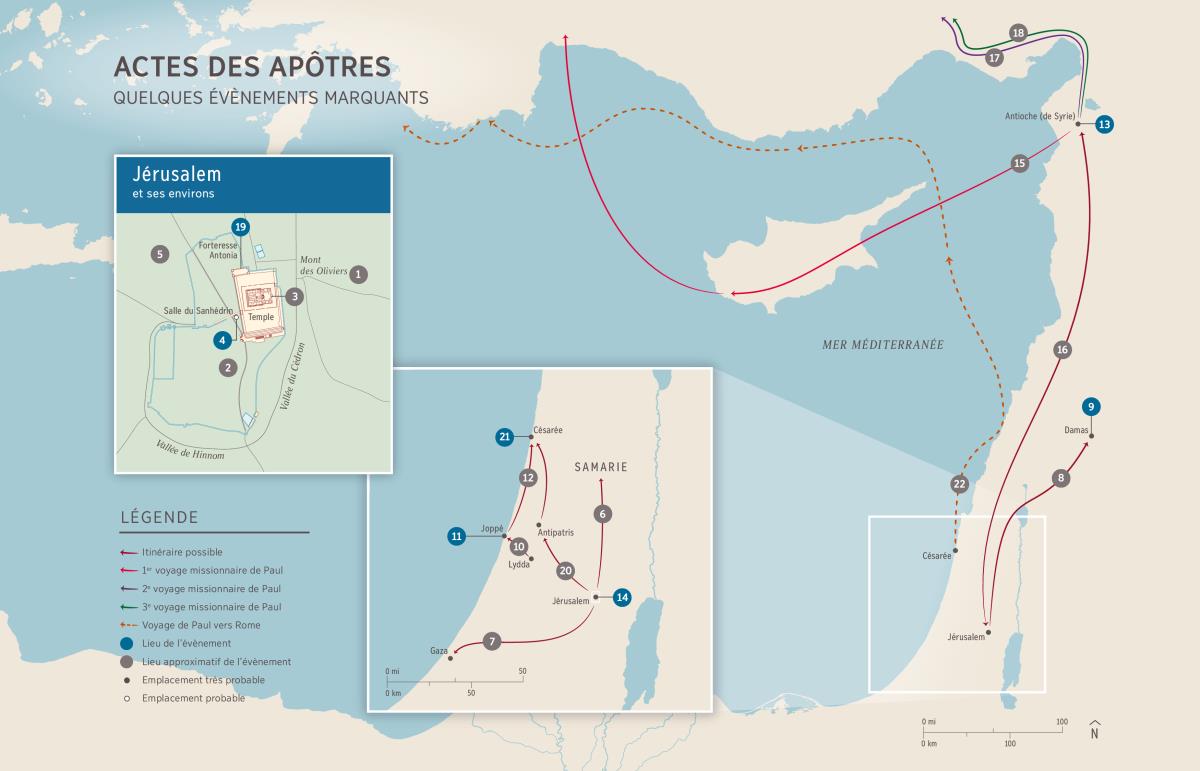 ACTES DES APÔTRES
QUELQUES ÉVÈNEMENTS MARQUANTS
18
17
Antioche (de Syrie)
13
15
Jérusalem
et ses environs
19
5
Forteresse
Antonia
Mont
des Oliviers
1
3
Salle du Sanhédrin
Temple
4
2
Vallée du Cédron
Vallée de Hinnom
MER MÉDITERRANÉE
16
9
Damas
8
22
Césarée
Jérusalem
21
Césarée
SAMARIE
12
6
Joppé
11
Antipatris
10
Lydda
20
Jérusalem
14
7
Gaza
0 mi
50
0 km
50
LÉGENDE
Itinéraire possible
1er voyage missionnaire de Paul
2e voyage missionnaire de Paul
3e voyage missionnaire de Paul
Voyage de Paul vers Rome
Lieu de l'évènement
Lieu approximatif de l'évènement
Emplacement très probable
Emplacement probable
0 mi
100
0 km
100
N